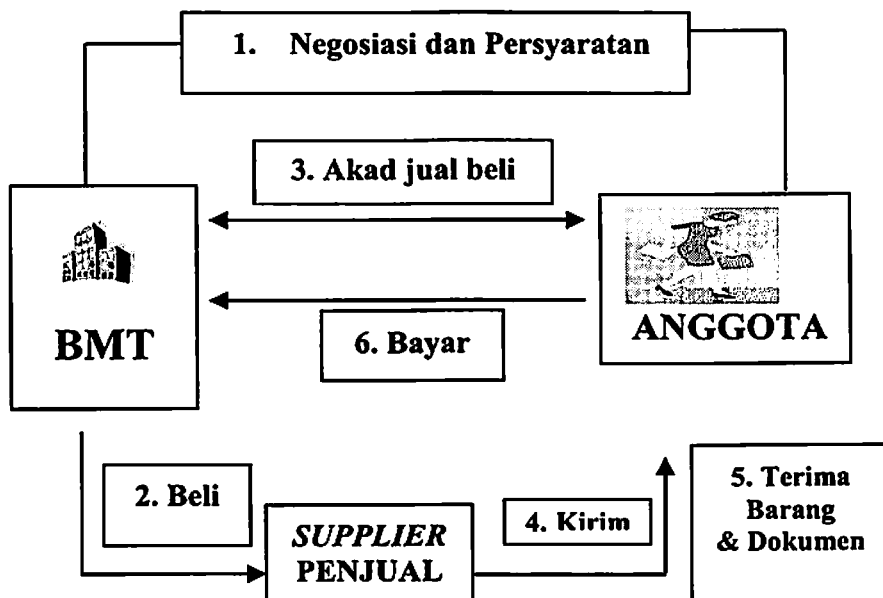 1. Negosiasi dan Persyaratan
3. Akad jual beli
BMT
ANGGOTA
6. Bayar
2. Beli
SUPPLIER
PENJUAL
4. Kirim
5. Terima
Barang
& Dokumen